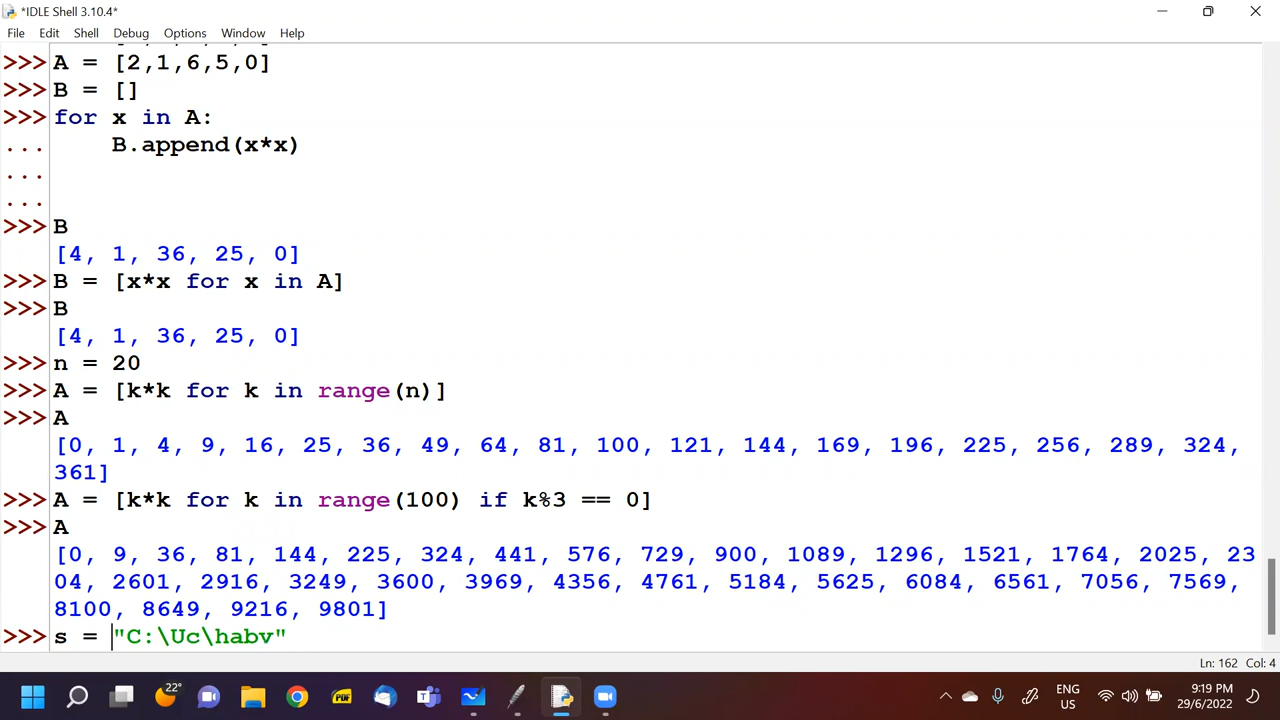 *IDLE Shell 3.10.4*
File Edit Shell Debug Options Window Help
>>> A = [2,1,6,5,0]
>>> B = []
>>> for x in A:
...     B.append(x*x)
...
...
>>> B
[4, 1, 36, 25, 0]
>>> B = [x*x for x in A]
>>> B
[4, 1, 36, 25, 0]
>>> n = 20
>>> A = [k*k for k in range(n)]
>>> A
[0, 1, 4, 9, 16, 25, 36, 49, 64, 81, 100, 121, 144, 169, 196, 225, 256, 289, 324,
361]
>>> A = [k*k for k in range(100) if k%3 == 0]
>>> A
[0, 9, 36, 81, 144, 225, 324, 441, 576, 729, 900, 1089, 1296, 1521, 1764, 2025, 23
04, 2601, 2916, 3249, 3600, 3969, 4356, 4761, 5184, 5625, 6084, 6561, 7056, 7569,
8100, 8649, 9216, 9801]
>>> s = "C:\Uc\habv"
Ln: 162 Col: 4
22°
PDF
ENG
US
9:19 PM
29/6/2022